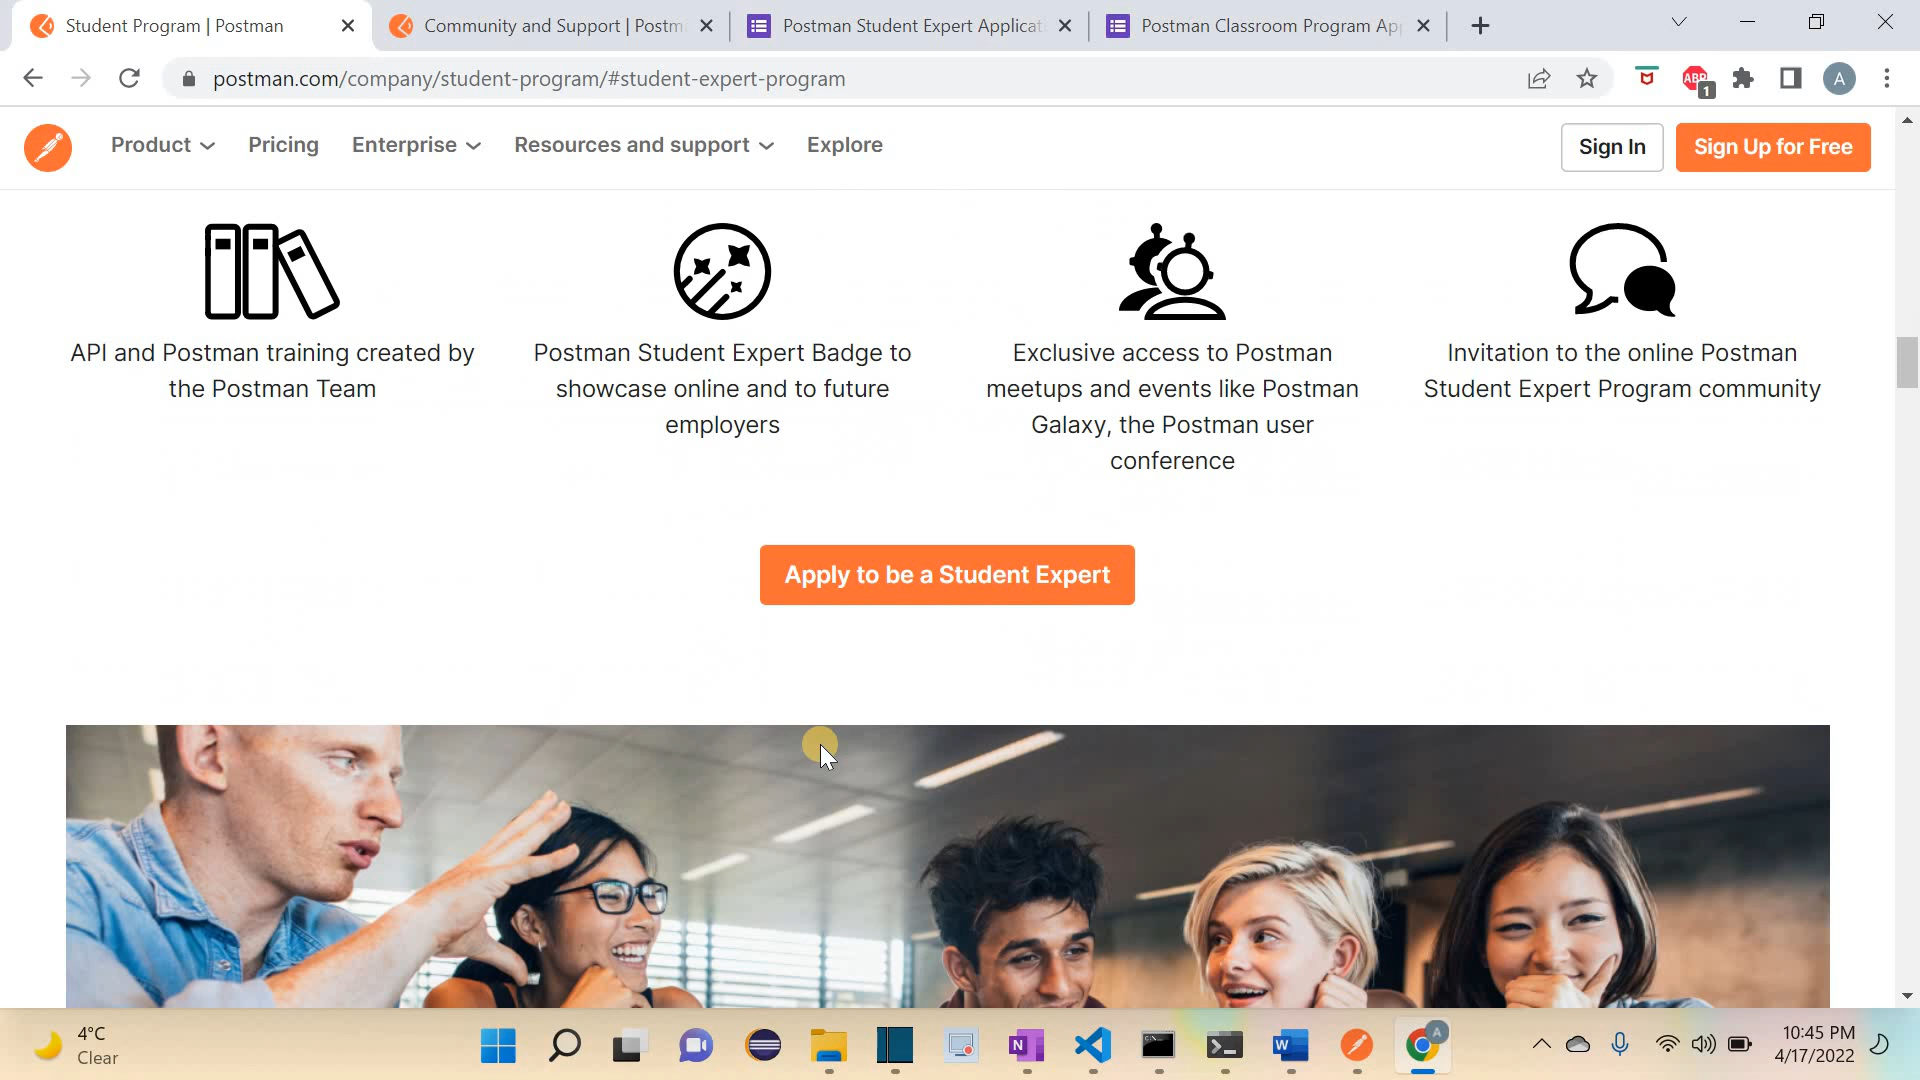 Student Program | Postman
Community and Support | Postm
Postman Student Expert Applicat
Postman Classroom Program Ap
postman.com/company/student-program/#student-expert-program
ABP
1
A
Product
Pricing
Enterprise
Resources and support
Explore
Sign In
Sign Up for Free
API and Postman training created by
the Postman Team
Postman Student Expert Badge to
showcase online and to future
employers
Exclusive access to Postman
meetups and events like Postman
Galaxy, the Postman user
conference
Invitation to the online Postman
Student Expert Program community
Apply to be a Student Expert
4°C
Clear
N
W
A
10:45 PM
4/17/2022